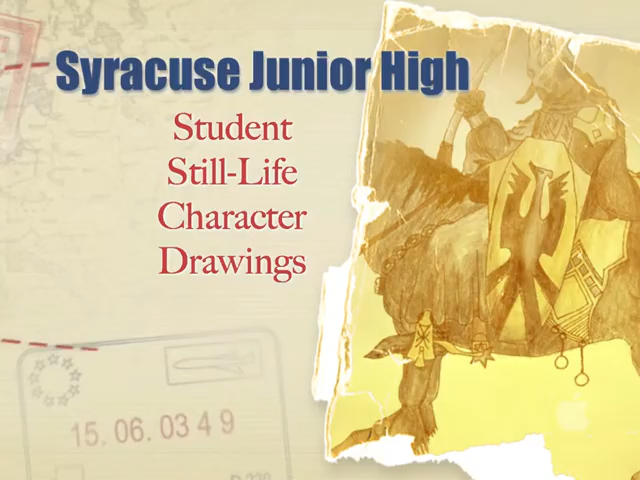 Syracuse Junior High
Student
Still-Life
Character
Drawings
15. 06. 03 4 9